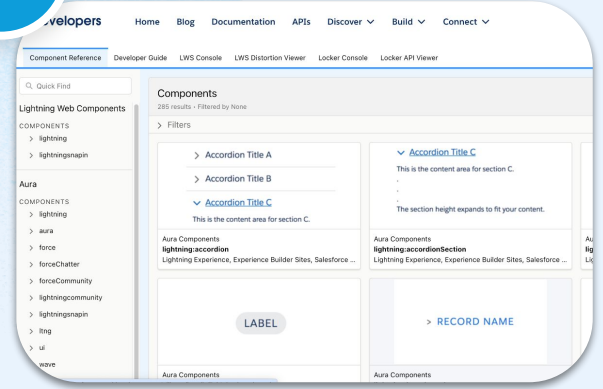 Developers
Home Blog Documentation APIs Discover Build Connect
Component Reference Developer Guide LWS Console LWS Distortion Viewer Locker Console Locker API Viewer
Quick Find
Lightning Web Components
COMPONENTS
> lightning
> lightningsnapin
Aura
COMPONENTS
> lightning
> aura
> force
> forceChatter
> forceCommunity
> lightningcommunity
> lightningsnapin
> ltng
> ui
wave
Components
285 results • Filtered by None
> Filters
> Accordion Title A
> Accordion Title B
Accordion Title C
This is the content area for section C.
Aura Components
lightning:accordion
Lightning Experience, Experience Builder Sites, Salesforce ...
Accordion Title C
This is the content area for section C.
.
.
.
The section height expands to fit your content.
Aura Components
lightning:accordionSection
Lightning Experience, Experience Builder Sites, Salesforce ...
LABEL
Aura Components
> RECORD NAME
Aura Components